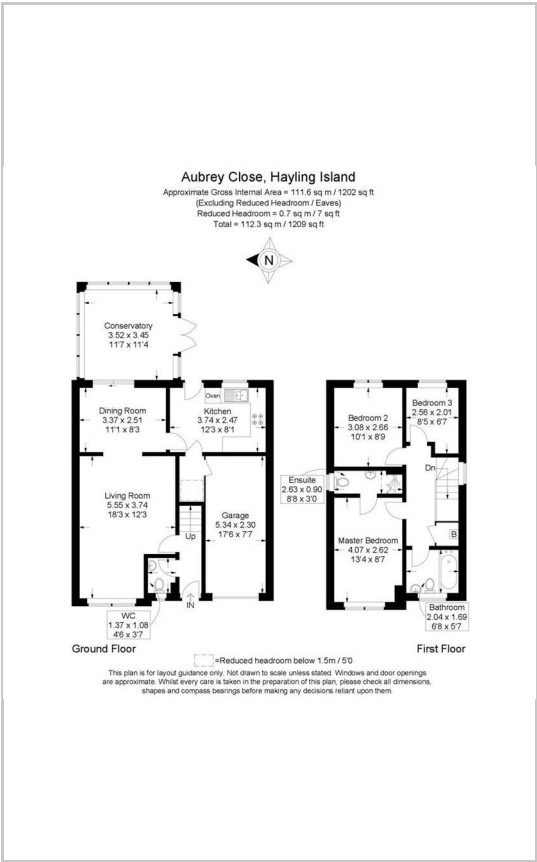 Aubrey Close, Hayling Island
Approximate Gross Internal Area = 111.6 sq m / 1202 sq ft
(Excluding Reduced Headroom / Eaves)
Reduced Headroom = 0.7 sq m / 7 sq ft
Total = 112.3 sq m / 1209 sq ft
N
Conservatory
3.52 x 3.45
11'7 x 11'4
Dining Room
3.37 x 2.51
11'1 x 8'3
Oven
Kitchen
3.74 x 2.47
12'3 x 8'1
Living Room
5.55 x 3.74
18'3 x 12'3
Garage
5.34 x 2.30
17'6 x 7'7
Up
IN
WC
1.37 x 1.08
4'6 x 3'7
Ground Floor
Bedroom 2
3.08 x 2.66
10'1 x 8'9
Bedroom 3
2.56 x 2.01
8'5 x 6'7
Dn
Ensuite
2.63 x 0.90
8'8 x 3'0
Master Bedroom
4.07 x 2.62
13'4 x 8'7
B
Bathroom
2.04 x 1.69
6'8 x 5'7
First Floor
=Reduced headroom below 1.5m / 5'0
This plan is for layout guidance only. Not drawn to scale unless stated. Windows and door openings
are approximate. Whilst every care is taken in the preparation of this plan, please check all dimensions,
shapes and compass bearings before making any decisions reliant upon them.